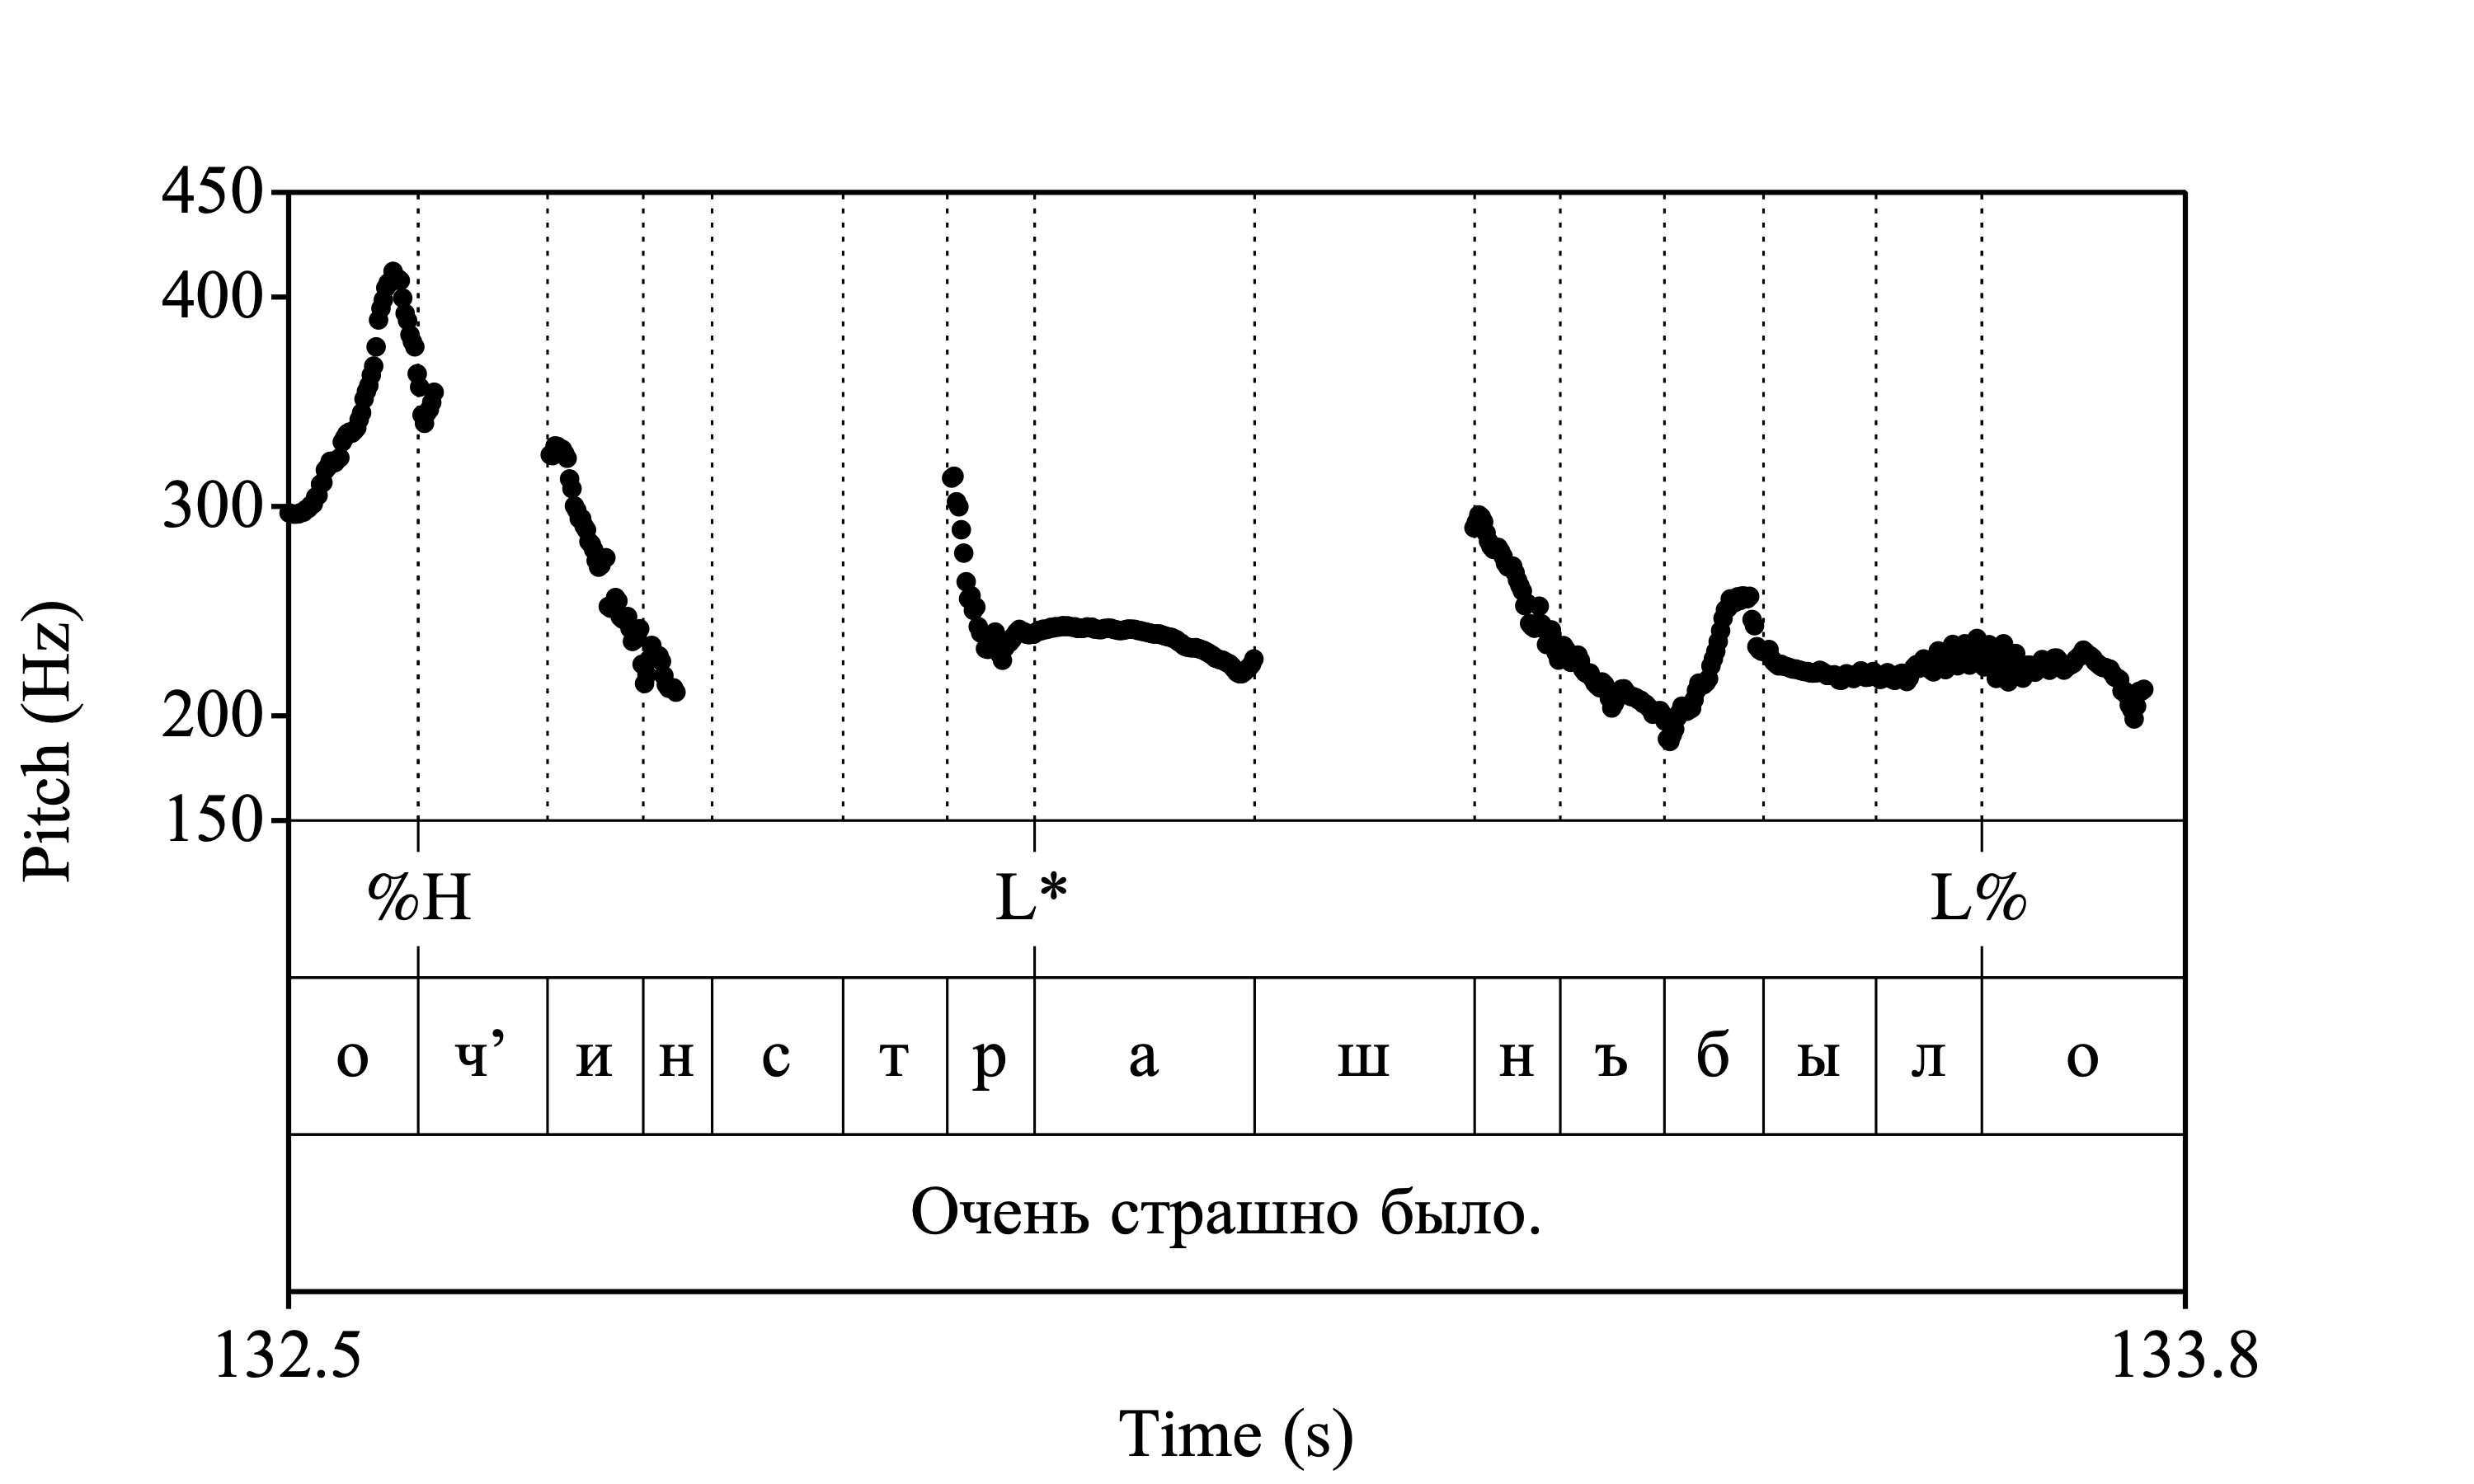 450
400
300
200
150
Pitch (Hz)
%H L* L%
о ч’ и н с т р а ш н ъ б ы л о
Очень страшно было.
132.5 133.8
Time (s)